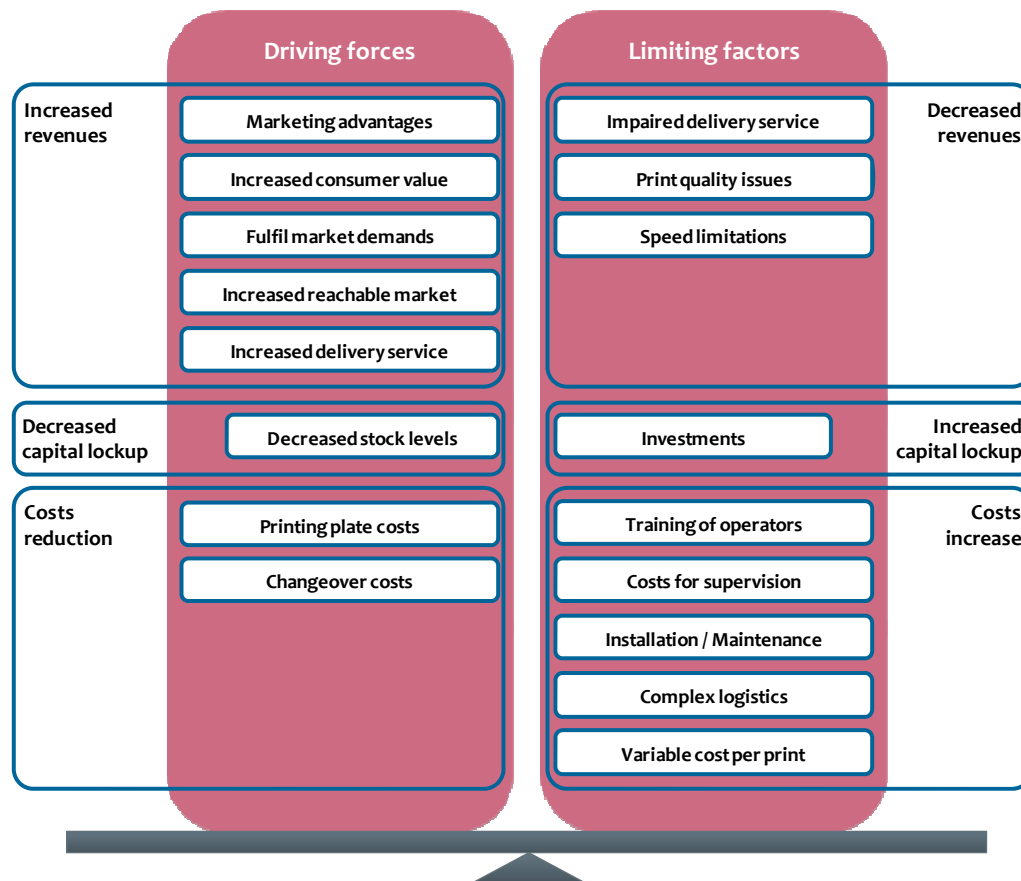 Driving forces
Limiting factors
Increased
revenues
Marketing advantages
Increased consumer value
Fulfil market demands
Increased reachable market
Increased delivery service
Impaired delivery service
Print quality issues
Speed limitations
Decreased
revenues
Decreased
capital lockup
Decreased stock levels
Investments
Increased
capital lockup
Costs
reduction
Printing plate costs
Changeover costs
Training of operators
Costs for supervision
Installation / Maintenance
Complex logistics
Variable cost per print
Costs
increase